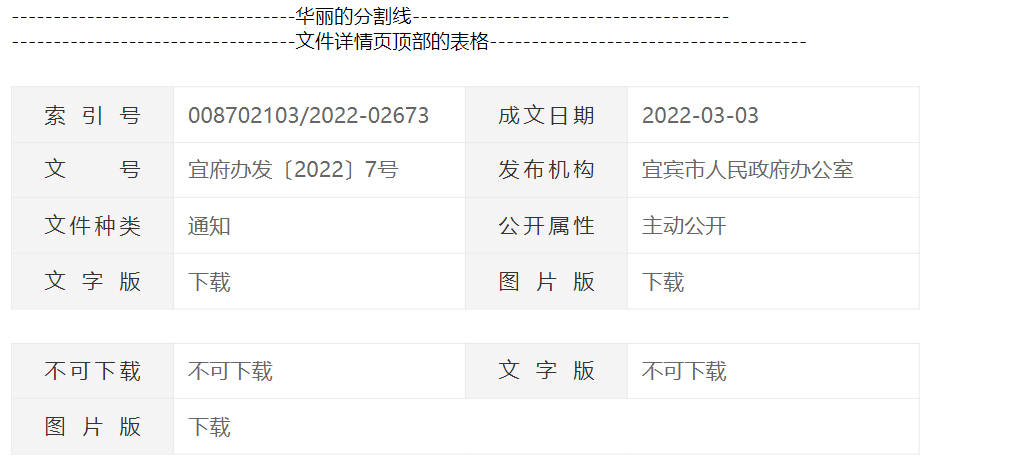 ----------------------------------华丽的分割线--------------------------------------
----------------------------------文件详情页顶部的表格--------------------------------------
索引号 008702103/2022-02673 成文日期 2022-03-03
文号 宜府办发〔2022〕7号 发布机构 宜宾市人民政府办公室
文件种类 通知 公开属性 主动公开
文字版 下载 图片版 下载
不可下载 不可下载 文字版 不可下载
图片版 下载